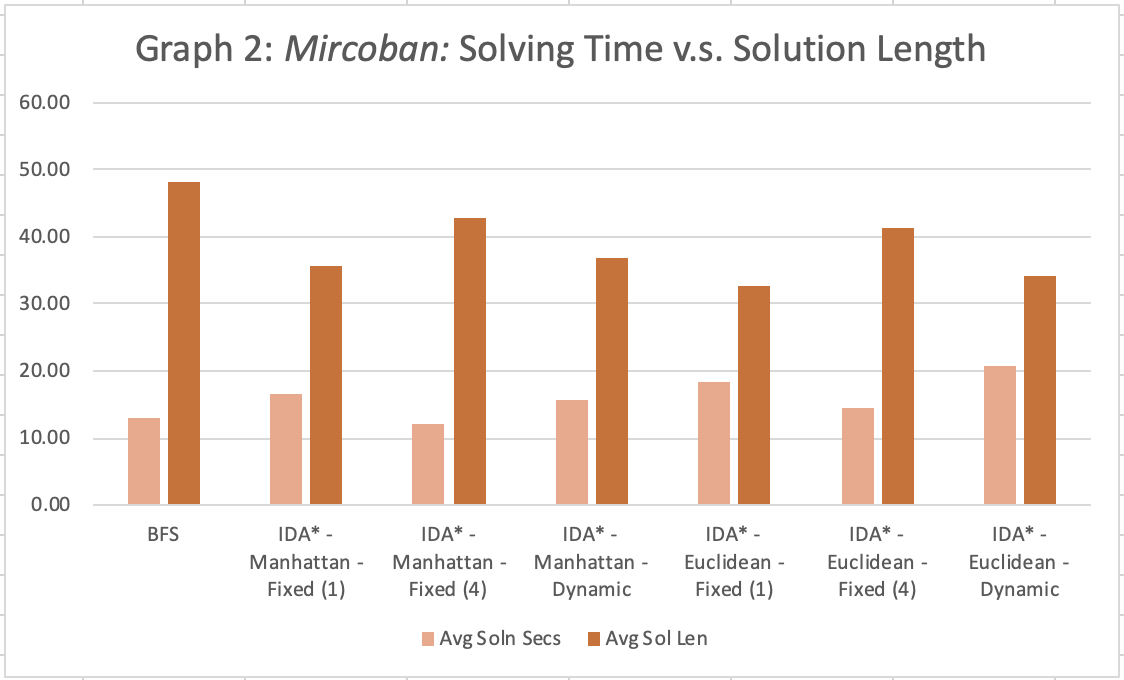 Graph 2: Mircoban: Solving Time v.s. Solution Length
60.00
50.00
40.00
30.00
20.00
10.00
0.00
BFS
IDA* -
Manhattan -
Fixed (1)
IDA* -
Manhattan -
Fixed (4)
IDA* -
Manhattan -
Dynamic
IDA* -
Euclidean -
Fixed (1)
IDA* -
Euclidean -
Fixed (4)
IDA* -
Euclidean -
Dynamic
Avg Soln Secs
Avg Sol Len